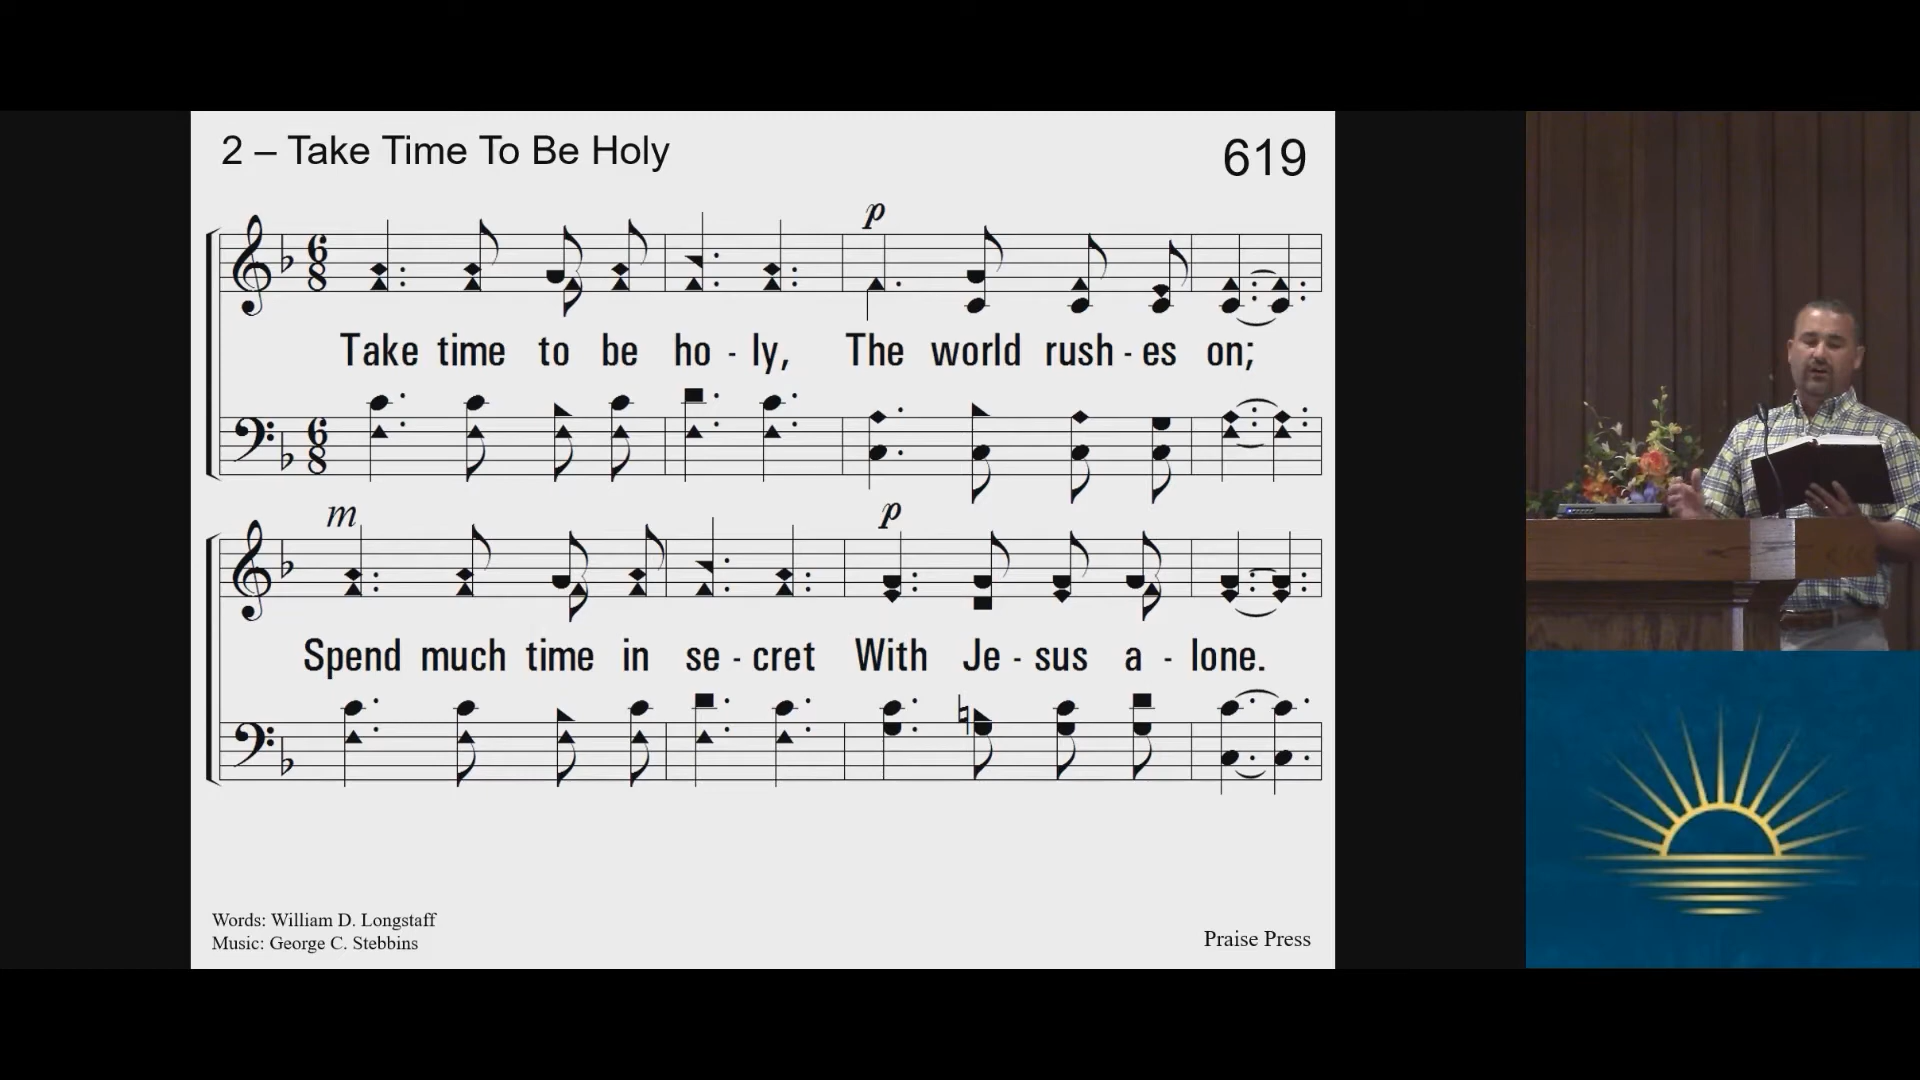 2 – Take Time To Be Holy
619
p
Take time to be ho - ly, The world rush - es on;
m
p
Spend much time in se - cret With Je - sus a - lone.
Words: William D. Longstaff
Music: George C. Stebbins
Praise Press